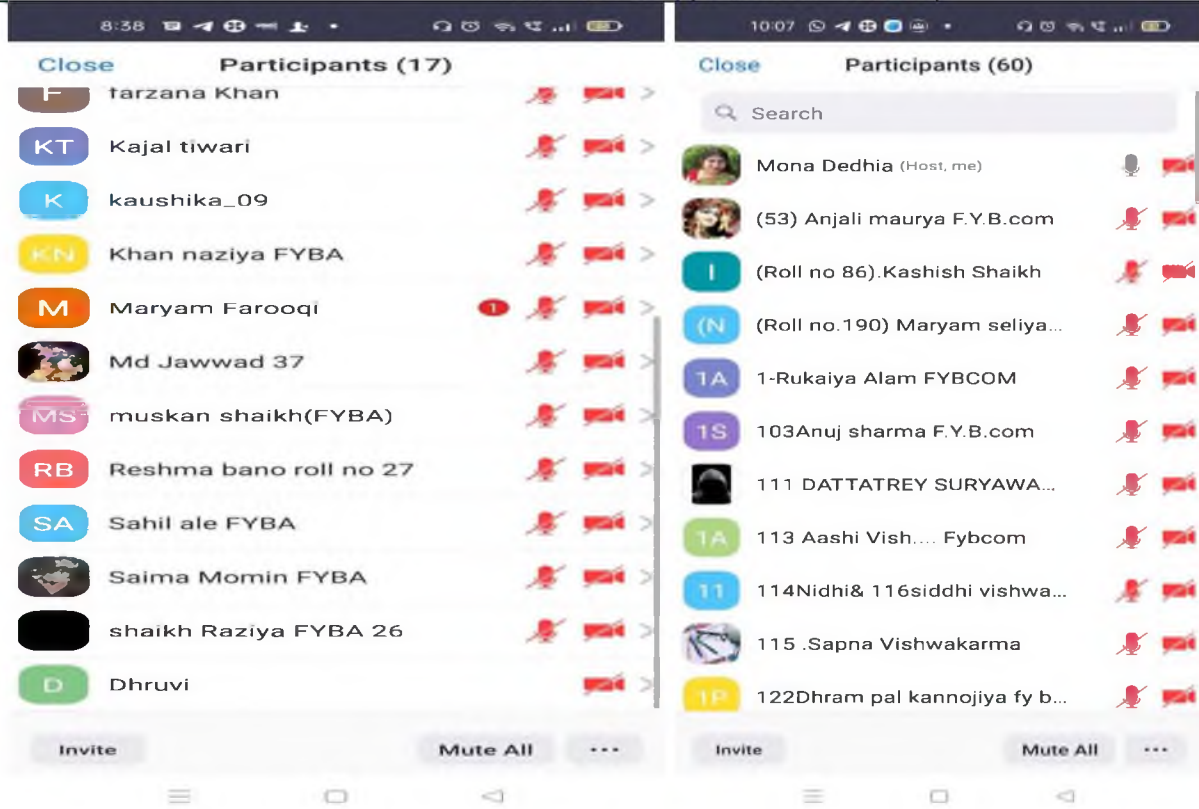 8:38
Close Participants (17)
F farzana Khan
KT Kajal tiwari
K kaushika_09
KN Khan naziya FYBA
M Maryam Farooqi 1
Md Jawwad 37
MS muskan shaikh(FYBA)
RB Reshma bano roll no 27
SA Sahil ale FYBA
Saima Momin FYBA
shaikh Raziya FYBA 26
D Dhruvi
Invite Mute All ...
10:07
Close Participants (60)
Search
Mona Dedhia (Host, me)
(53) Anjali maurya F.Y.B.com
I (Roll no 86).Kashish Shaikh
(N (Roll no.190) Maryam seliya...
1A 1-Rukaiya Alam FYBCOM
1S 103Anuj sharma F.Y.B.com
111 DATTATREY SURYAWA...
1A 113 Aashi Vish.... Fybcom
11 114Nidhi& 116siddhi vishwa...
115 .Sapna Vishwakarma
1P 122Dhram pal kannojiya fy b...
Invite Mute All ...